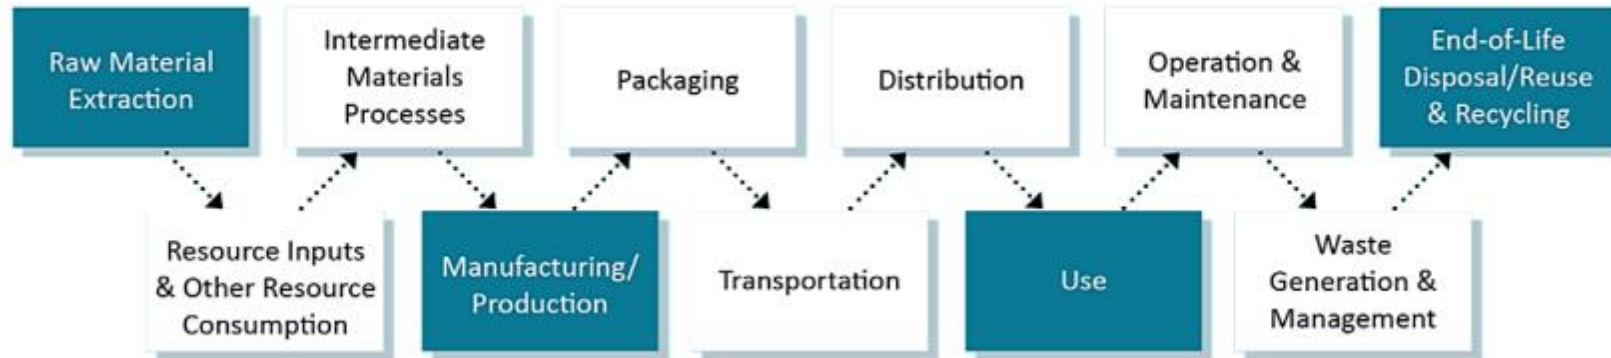 Raw Material
Extraction
Resource Inputs
& Other Resource
Consumption
Intermediate
Materials
Processes
Manufacturing/
Production
Packaging
Transportation
Distribution
Use
Operation &
Maintenance
Waste
Generation &
Management
End-of-Life
Disposal/Reuse
& Recycling